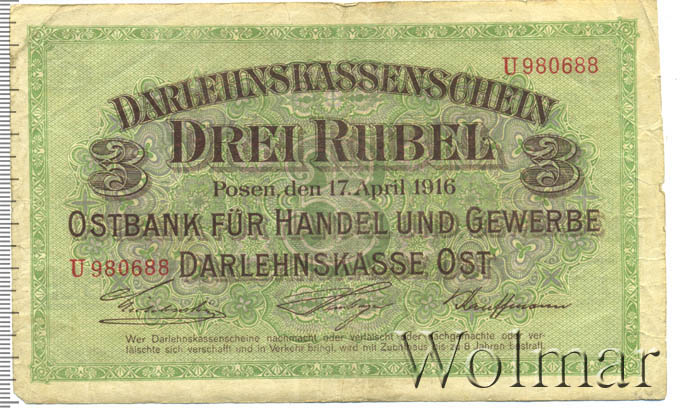 U 980688
DARLEHNSKASSENSCHEIN
3 DREI RUBEL 3
Posen, den 17. April 1916
OSTBANK FÜR HANDEL UND GEWERBE
U 980688 DARLEHNSKASSE OST
Kauffmann
Wer Darlehnskassenscheine nachmacht oder verfälscht oder nachgemachte oder ver-
fälschte sich verschafft und in Verkehr bringt, wird mit Zuchthaus bis zu 8 Jahren bestraft.
Wolmar